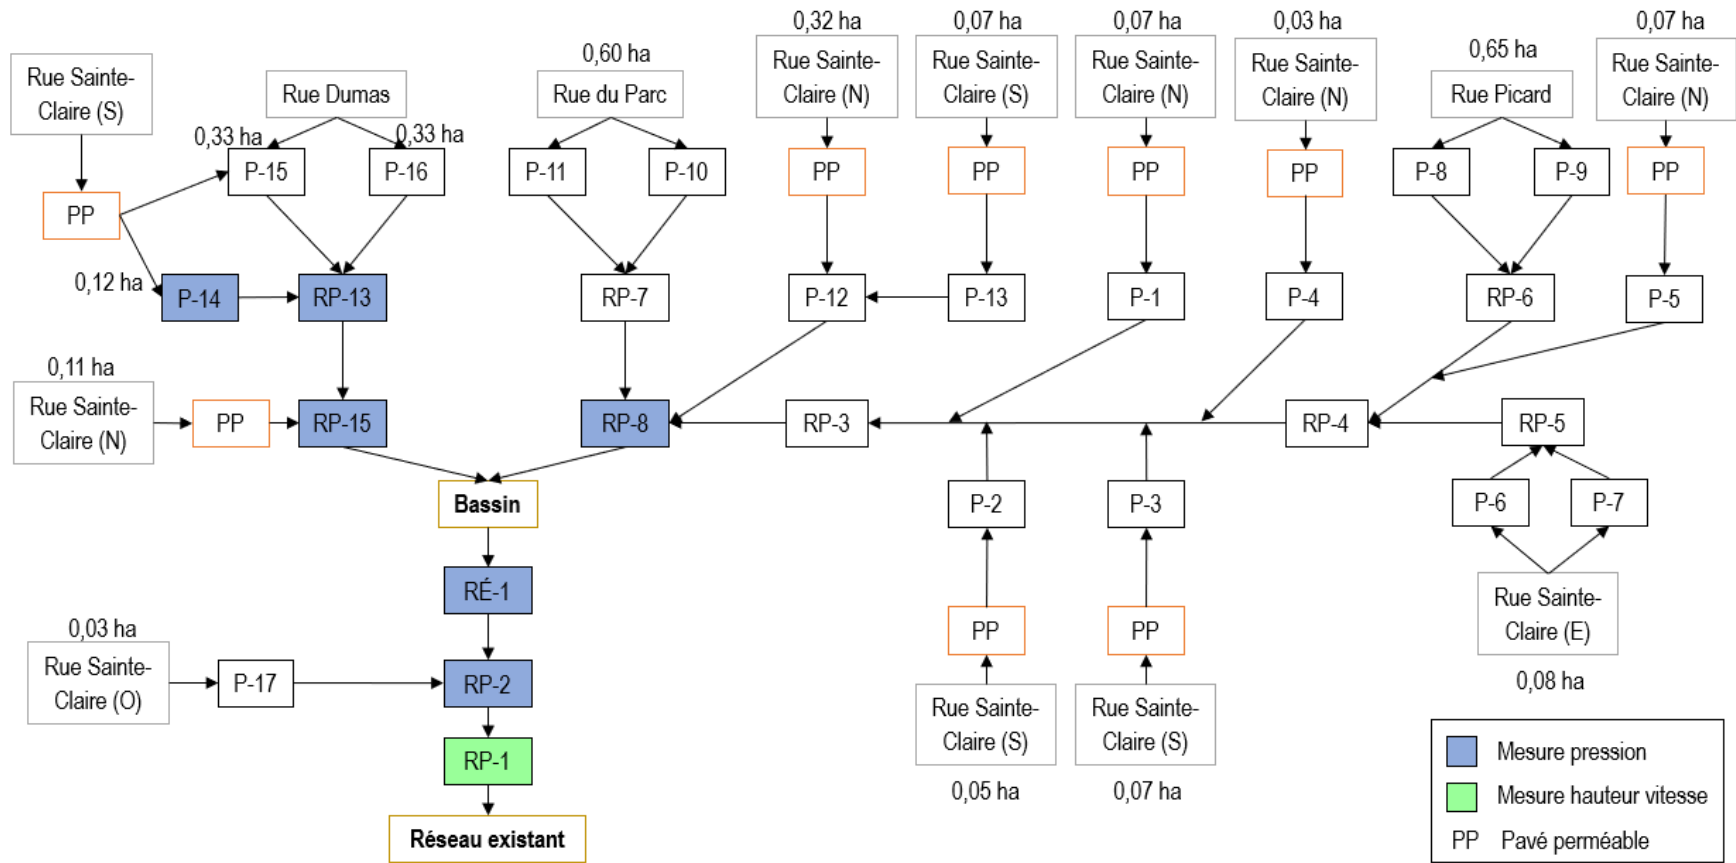 0,32 ha
0,07 ha
0,07 ha
0,03 ha
0,07 ha
0,60 ha
0,65 ha
Rue Sainte-
Claire (S)
Rue Dumas
Rue du Parc
Rue Sainte-
Claire (N)
Rue Sainte-
Claire (S)
Rue Sainte-
Claire (N)
Rue Sainte-
Claire (N)
Rue Picard
Rue Sainte-
Claire (N)
0,33 ha
0,33 ha
P-15
P-16
P-11
P-10
PP
PP
PP
PP
P-8
P-9
PP
PP
0,12 ha
P-14
RP-13
RP-7
P-12
P-13
P-1
P-4
RP-6
P-5
0,11 ha
Rue Sainte-
Claire (N)
PP
RP-15
RP-8
RP-3
RP-4
RP-5
Bassin
P-2
P-3
P-6
P-7
RÉ-1
Rue Sainte-
Claire (E)
0,08 ha
PP
PP
0,03 ha
Rue Sainte-
Claire (O)
P-17
RP-2
Rue Sainte-
Claire (S)
Rue Sainte-
Claire (S)
0,05 ha
0,07 ha
RP-1
Réseau existant
Mesure pression
Mesure hauteur vitesse
PP Pavé perméable